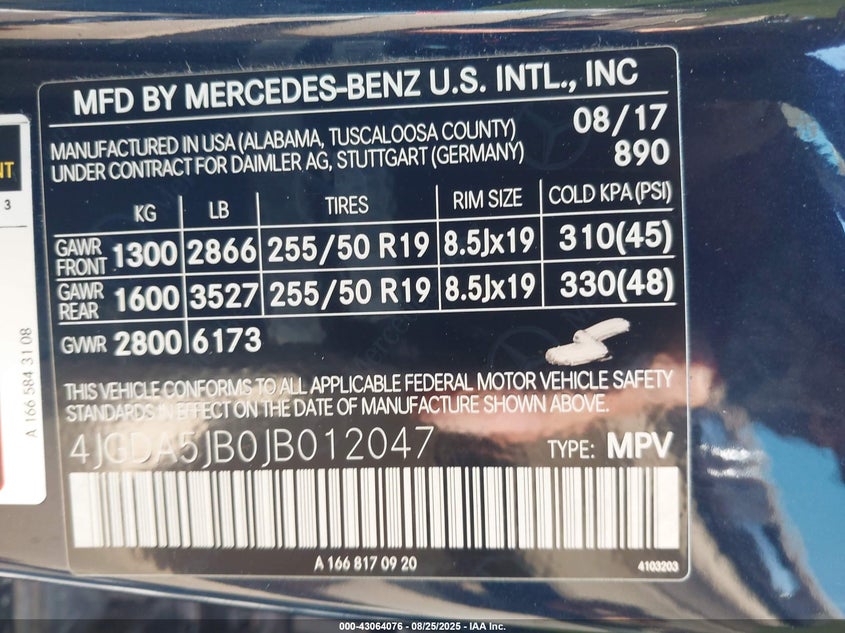 MFD BY MERCEDES-BENZ U.S. INTL., INC
MANUFACTURED IN USA (ALABAMA, TUSCALOOSA COUNTY) 08/17
UNDER CONTRACT FOR DAIMLER AG, STUTTGART (GERMANY) 890
KG LB TIRES RIM SIZE COLD KPA (PSI)
GAWR FRONT 1300 2866 255/50 R19 8.5Jx19 310(45)
GAWR REAR 1600 3527 255/50 R19 8.5Jx19 330(48)
GVWR 2800 6173
THIS VEHICLE CONFORMS TO ALL APPLICABLE FEDERAL MOTOR VEHICLE SAFETY
STANDARDS IN EFFECT ON THE DATE OF MANUFACTURE SHOWN ABOVE.
4JGDA5JB0JB012047 TYPE: MPV
A 166 817 09 20 4103203
NT
3
A 166 584 31 08
000-43064076 - 08/25/2025 - IAA Inc.